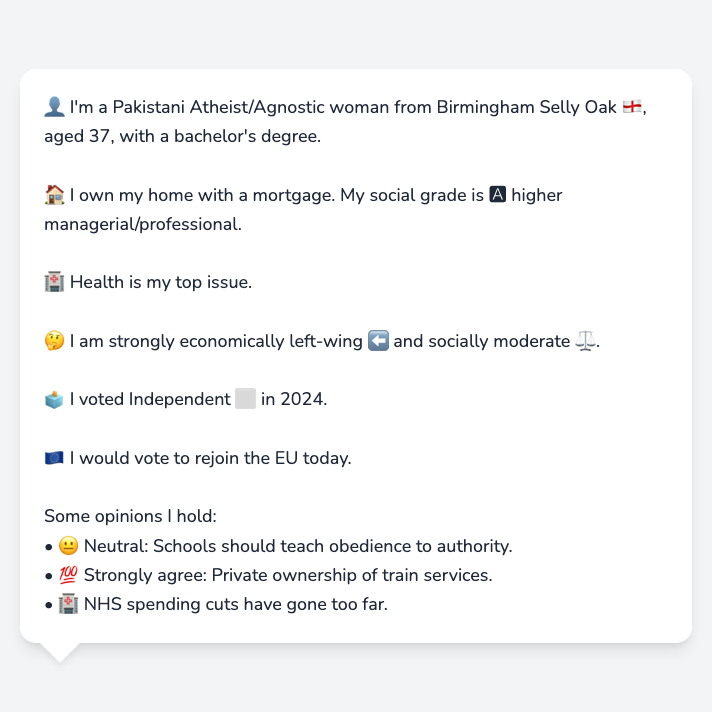 👤 I'm a Pakistani Atheist/Agnostic woman from Birmingham Selly Oak 🏴󠁧󠁢󠁥󠁮󠁧󠁿,
aged 37, with a bachelor's degree.
🏠 I own my home with a mortgage. My social grade is 🅰 higher
managerial/professional.
🏥 Health is my top issue.
🤔 I am strongly economically left-wing ⬅️ and socially moderate ⚖️.
🗳️ I voted Independent ⬜ in 2024.
🇪🇺 I would vote to rejoin the EU today.
Some opinions I hold:
• 😐 Neutral: Schools should teach obedience to authority.
• 💯 Strongly agree: Private ownership of train services.
• 🏥 NHS spending cuts have gone too far.